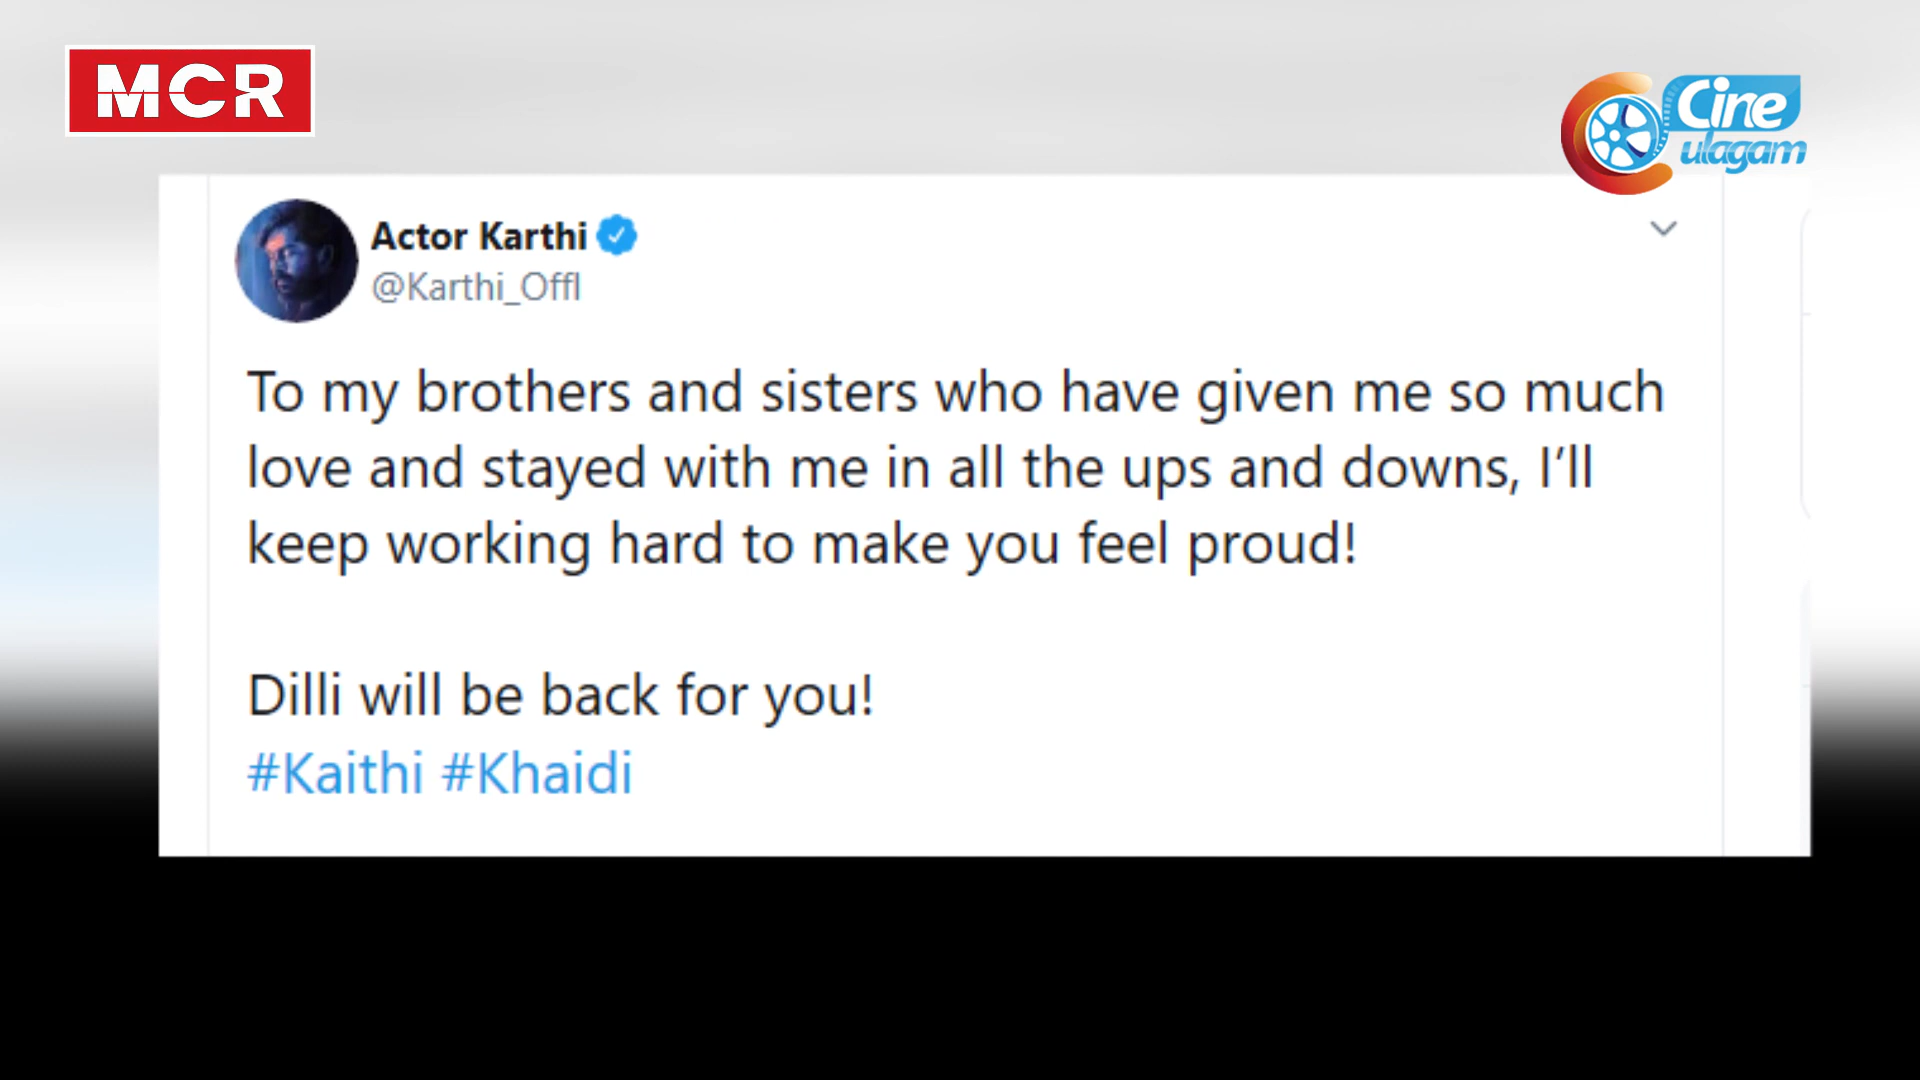 MCR
Cine
ulagam
Actor Karthi
@Karthi_Offl
To my brothers and sisters who have given me so much
love and stayed with me in all the ups and downs, I’ll
keep working hard to make you feel proud!
Dilli will be back for you!
#Kaithi #Khaidi